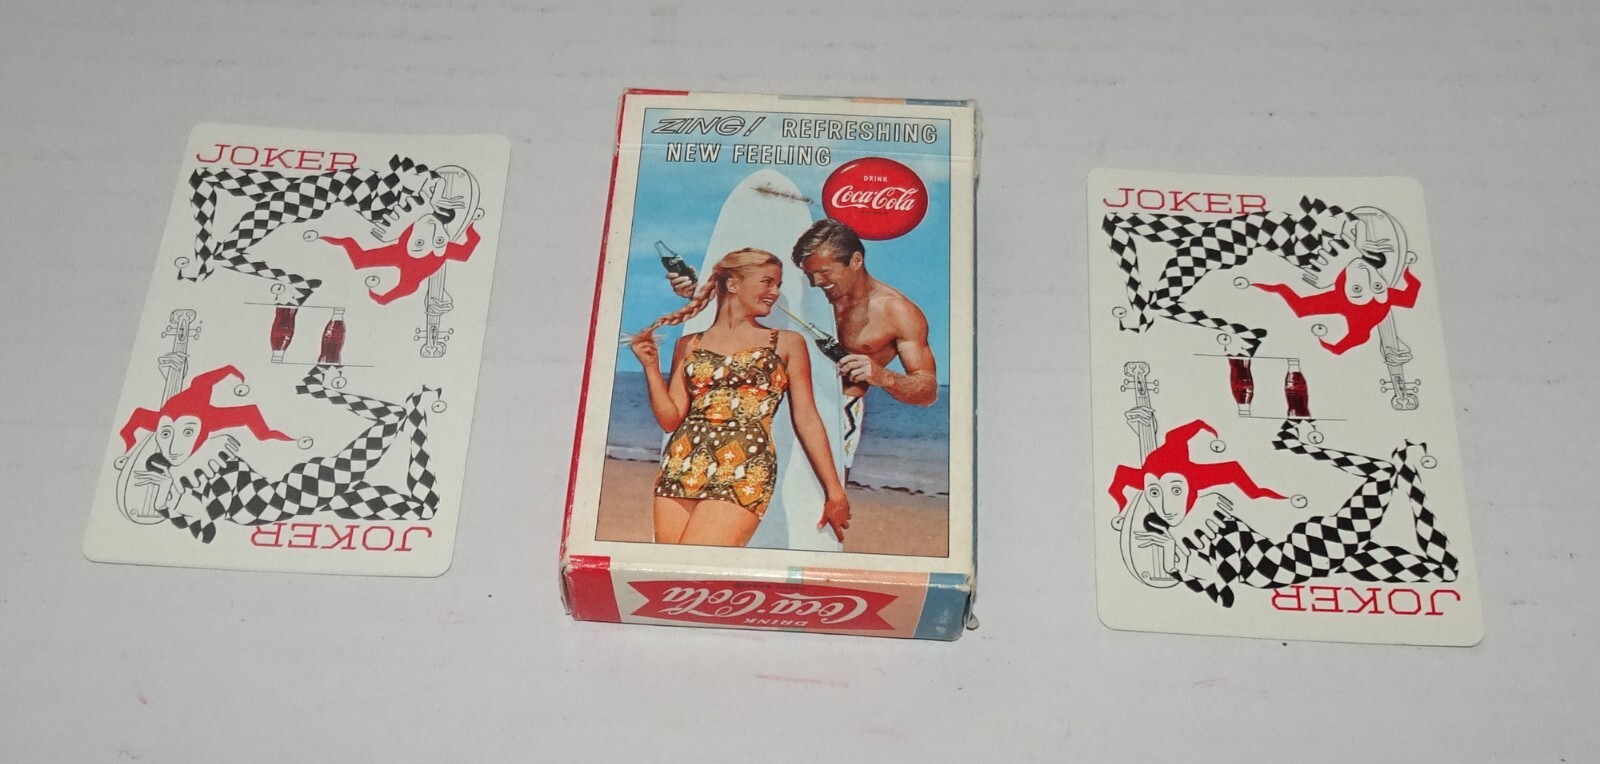 JOKER
JOKER
ZING! REFRESHING
NEW FEELING
DRINK
Coca-Cola
DRINK
Coca-Cola
JOKER
JOKER